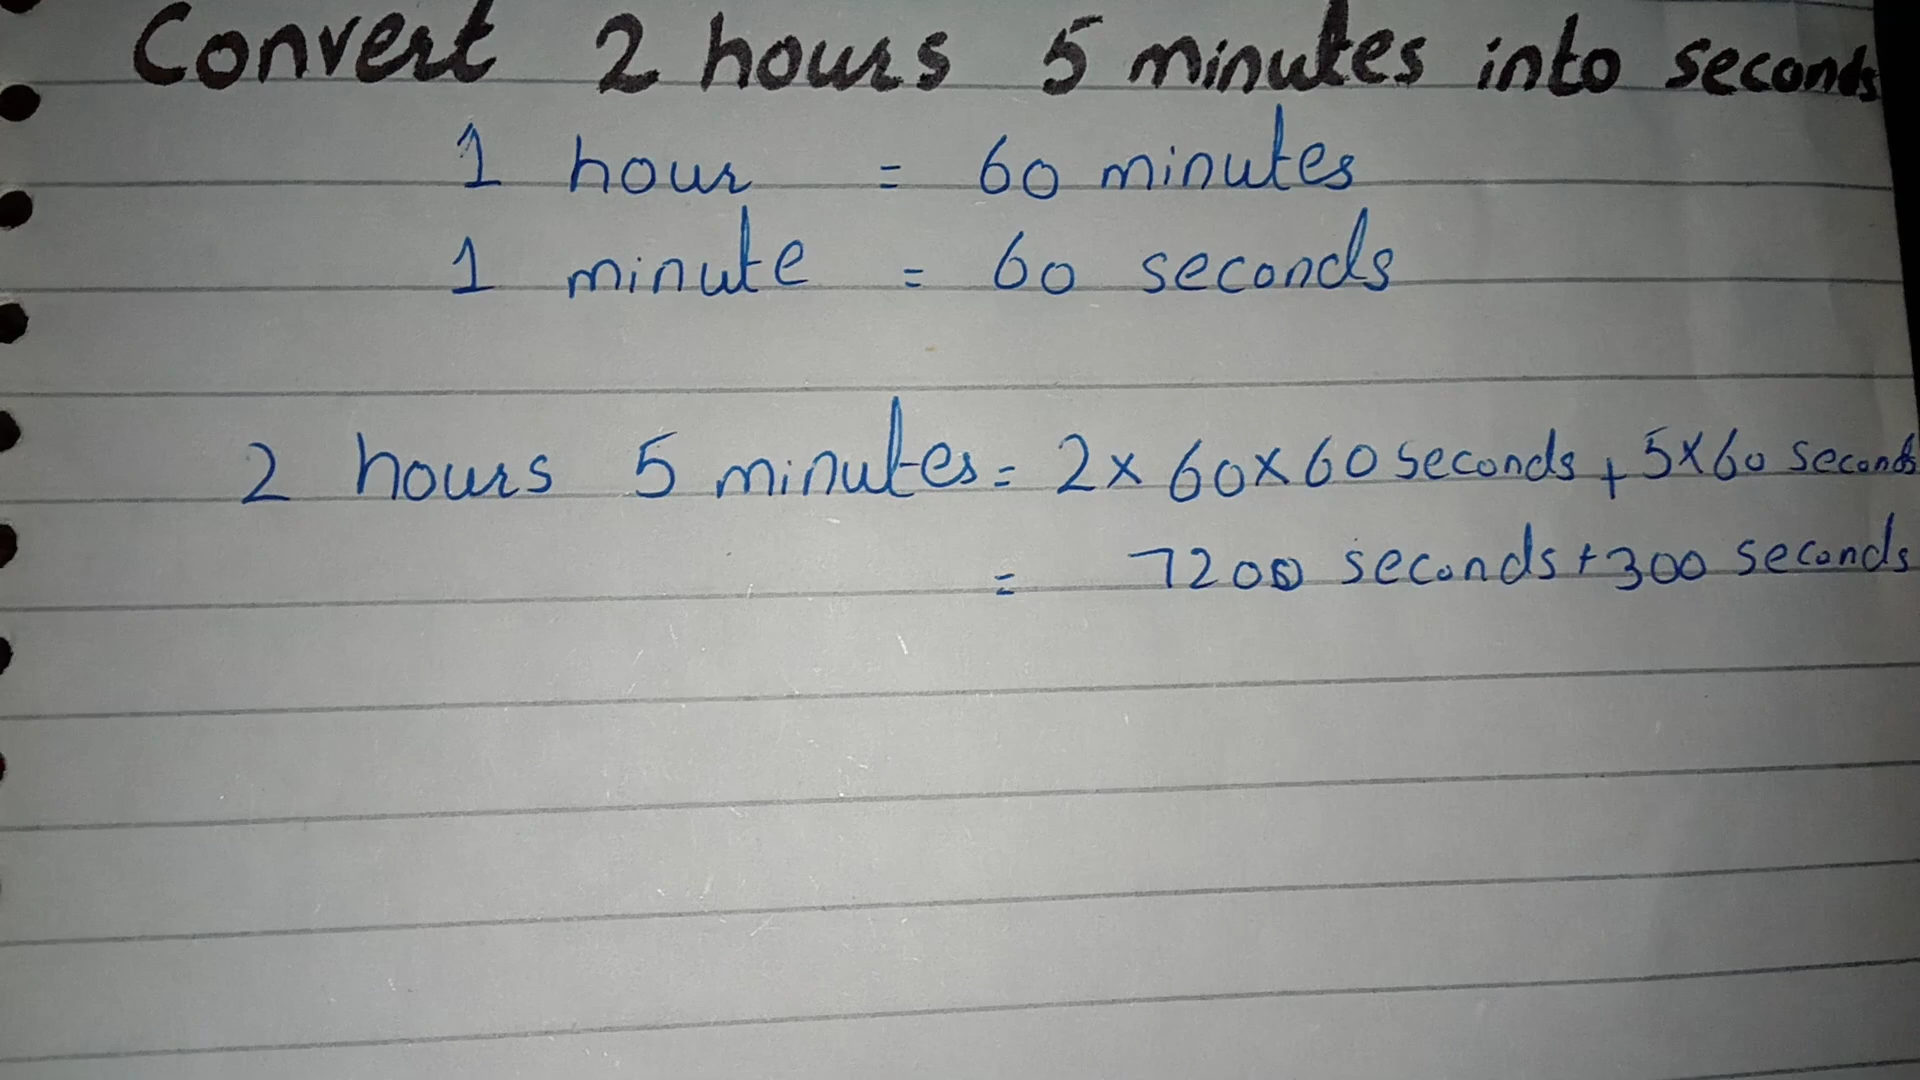 Convert 2 hours 5 minutes into seconds
1 hour = 60 minutes
1 minute = 60 seconds
2 hours 5 minutes = 2 × 60 × 60 seconds + 5 × 60 seconds
= 7200 seconds + 300 seconds